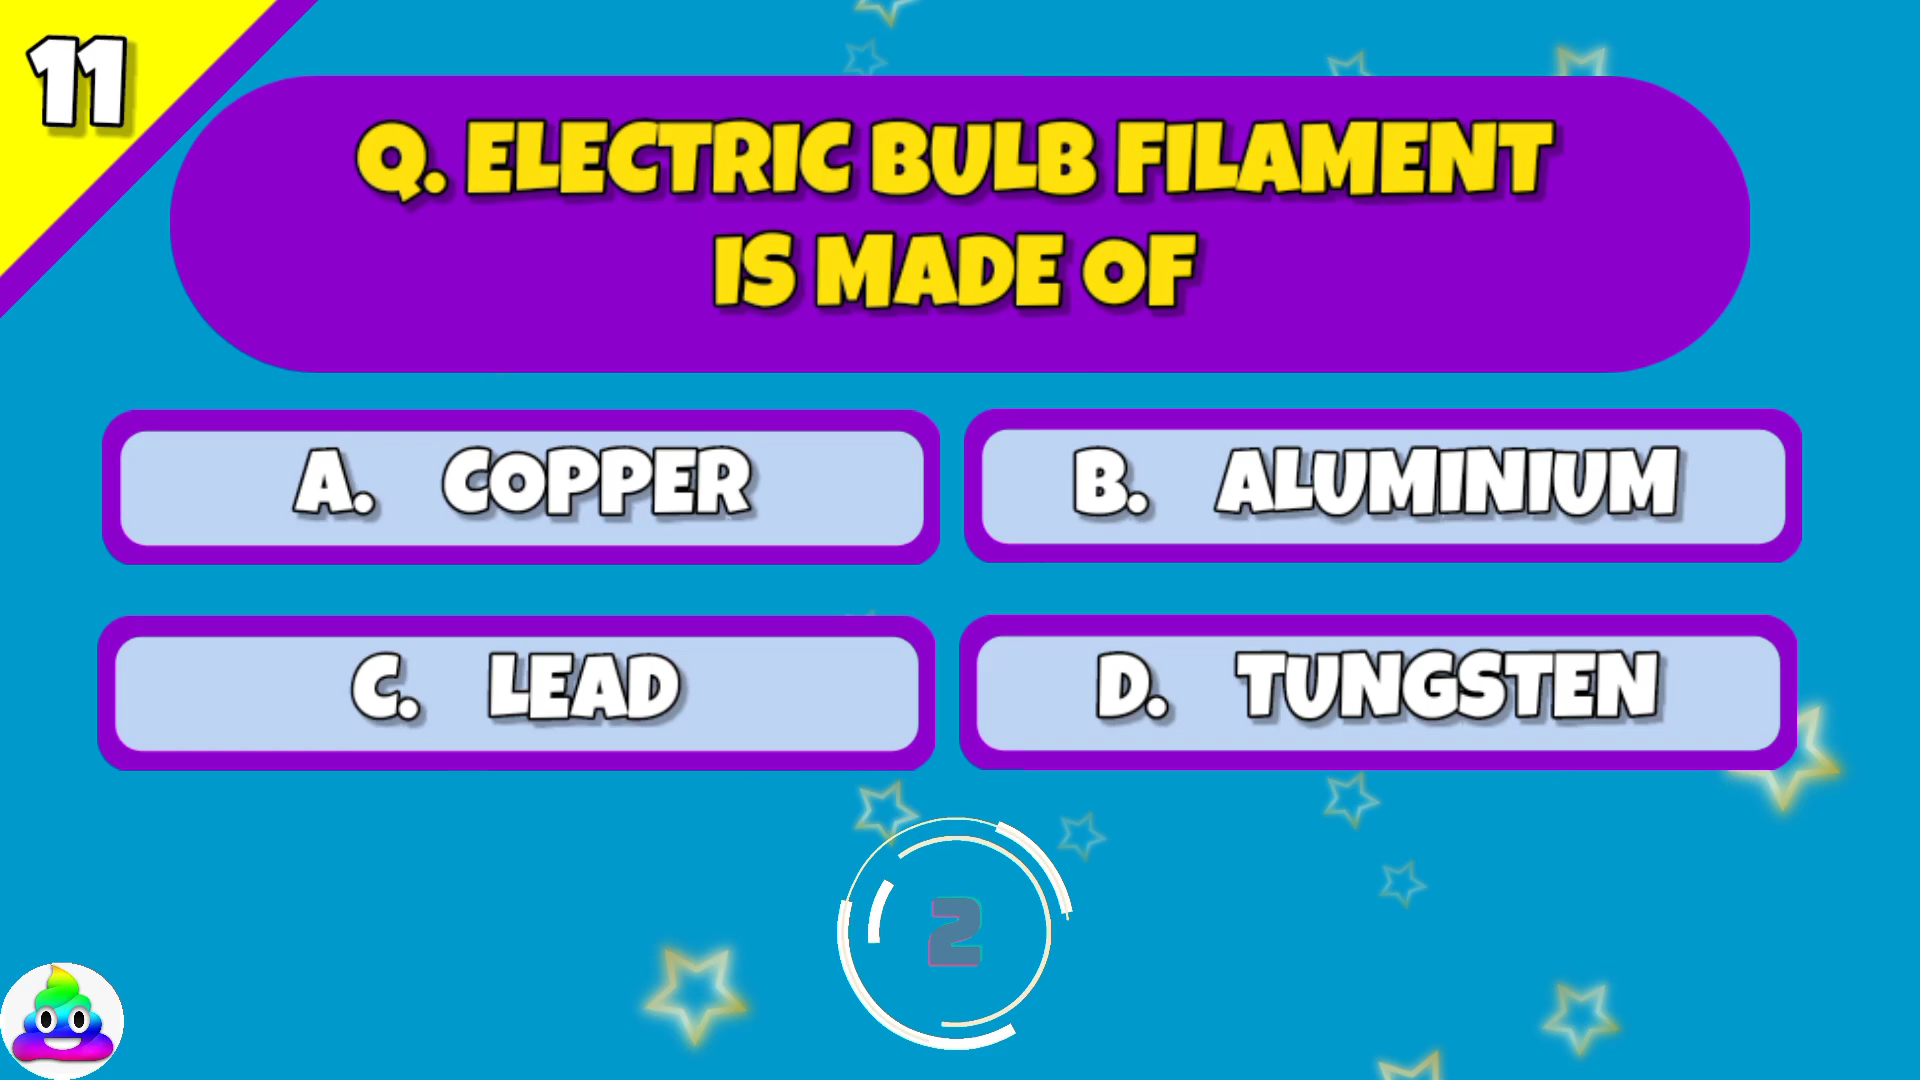 11
Q. ELECTRIC BULB FILAMENT
IS MADE OF
A. COPPER
B. ALUMINIUM
C. LEAD
D. TUNGSTEN
2